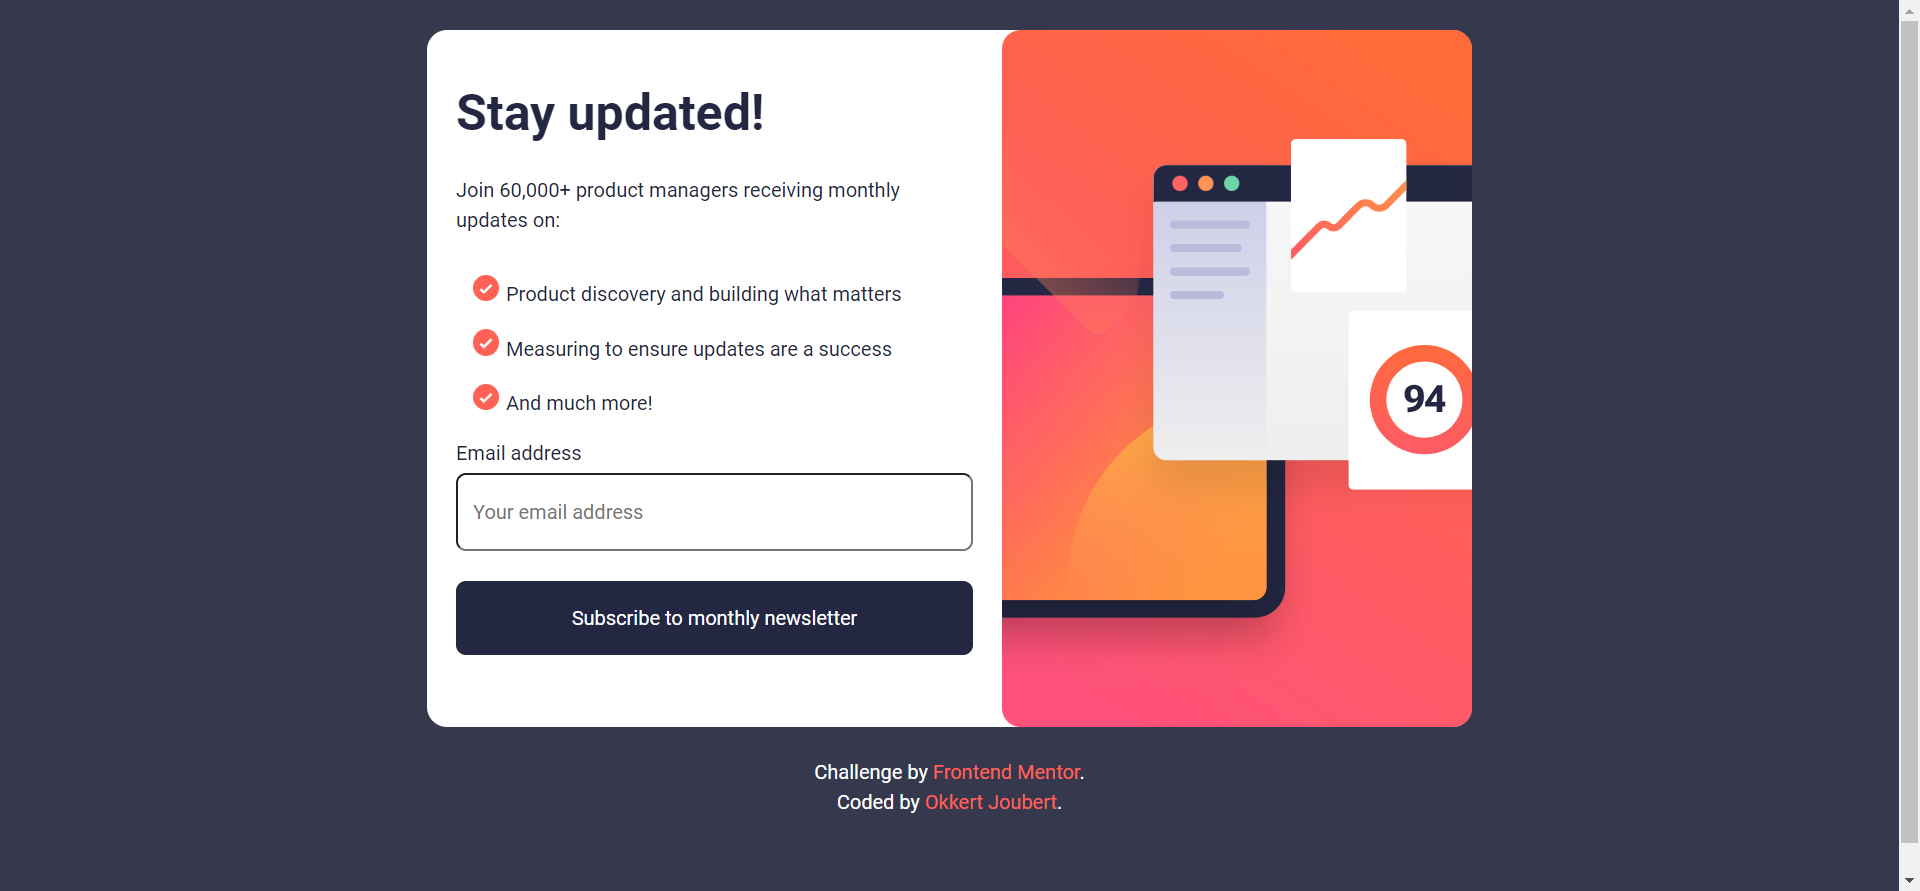 Stay updated!
Join 60,000+ product managers receiving monthly
updates on:
Product discovery and building what matters
Measuring to ensure updates are a success
And much more!
Email address
Your email address
Subscribe to monthly newsletter
94
Challenge by Frontend Mentor.
Coded by Okkert Joubert.